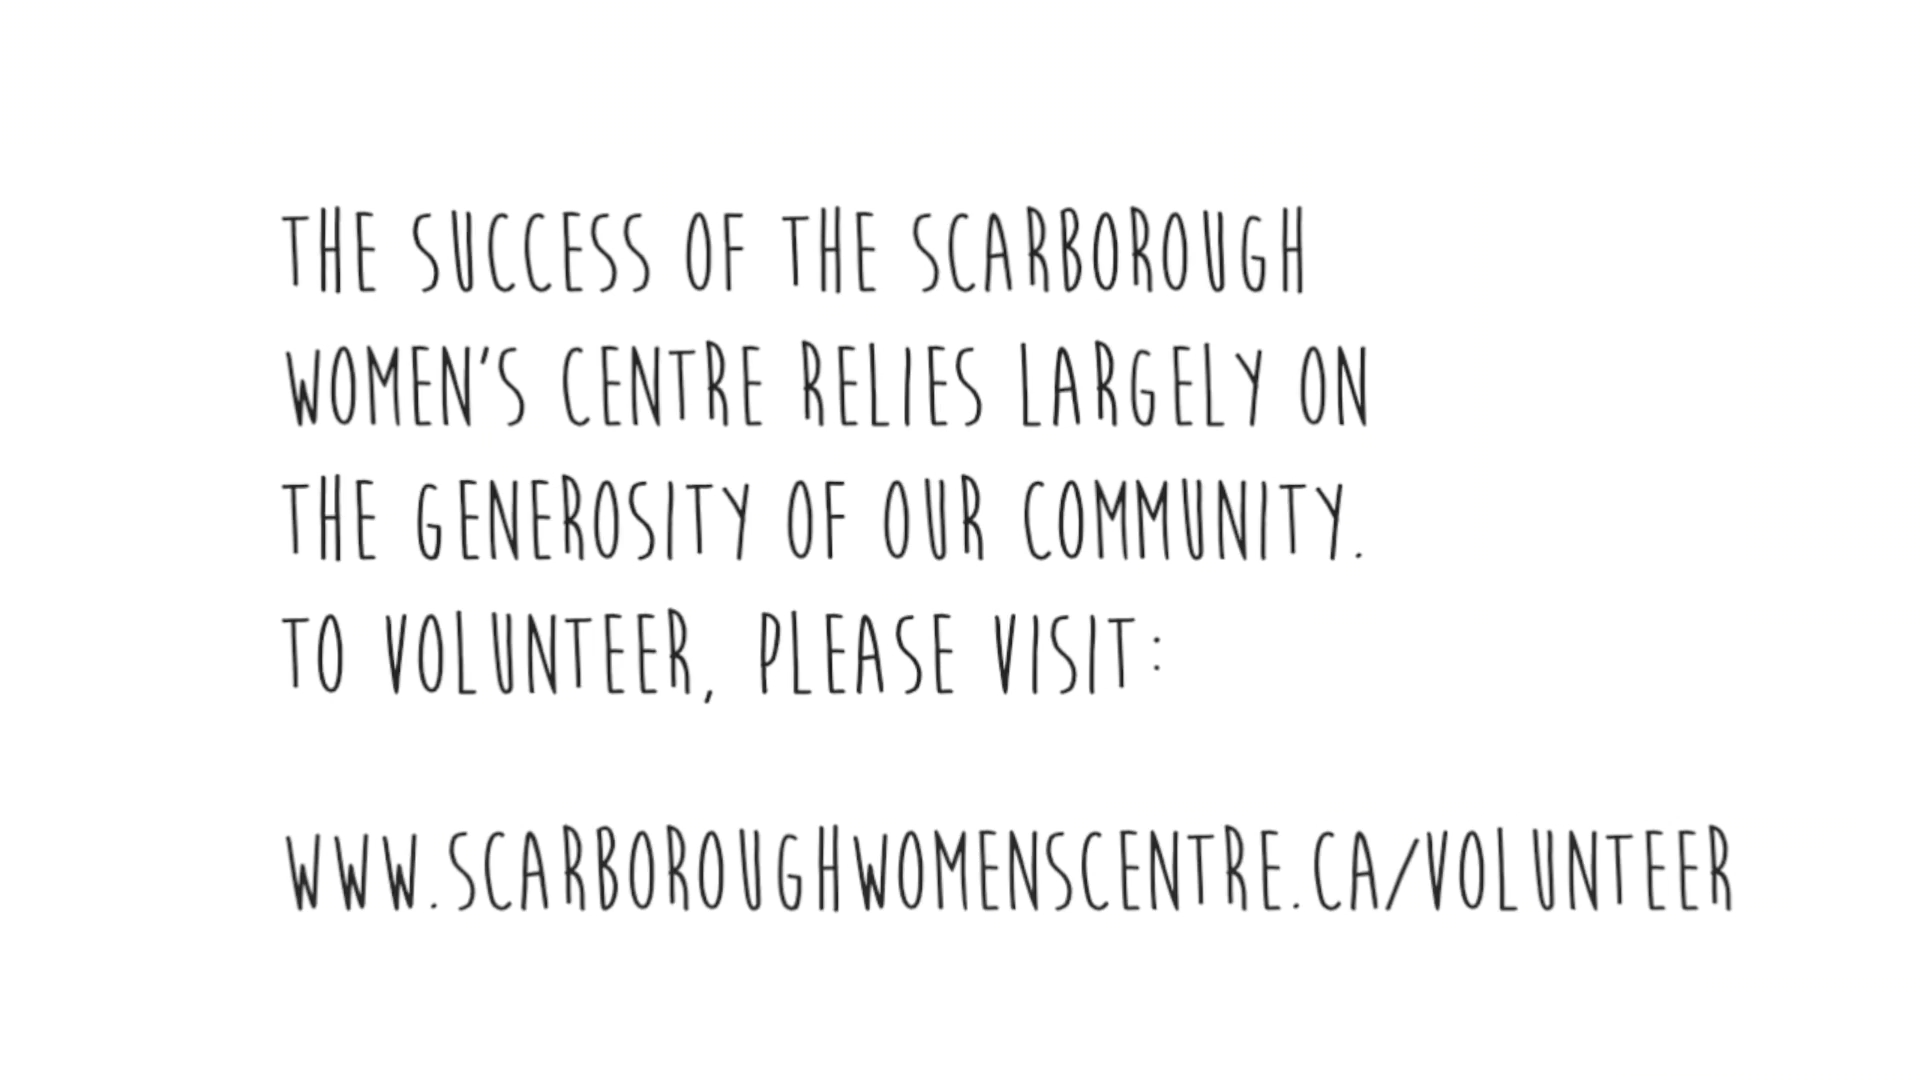 THE SUCCESS OF THE SCARBOROUGH
WOMEN'S CENTRE RELIES LARGELY ON
THE GENEROSITY OF OUR COMMUNITY.
TO VOLUNTEER, PLEASE VISIT:
WWW.SCARBOROUGHWOMENSCENTRE.CA/VOLUNTEER